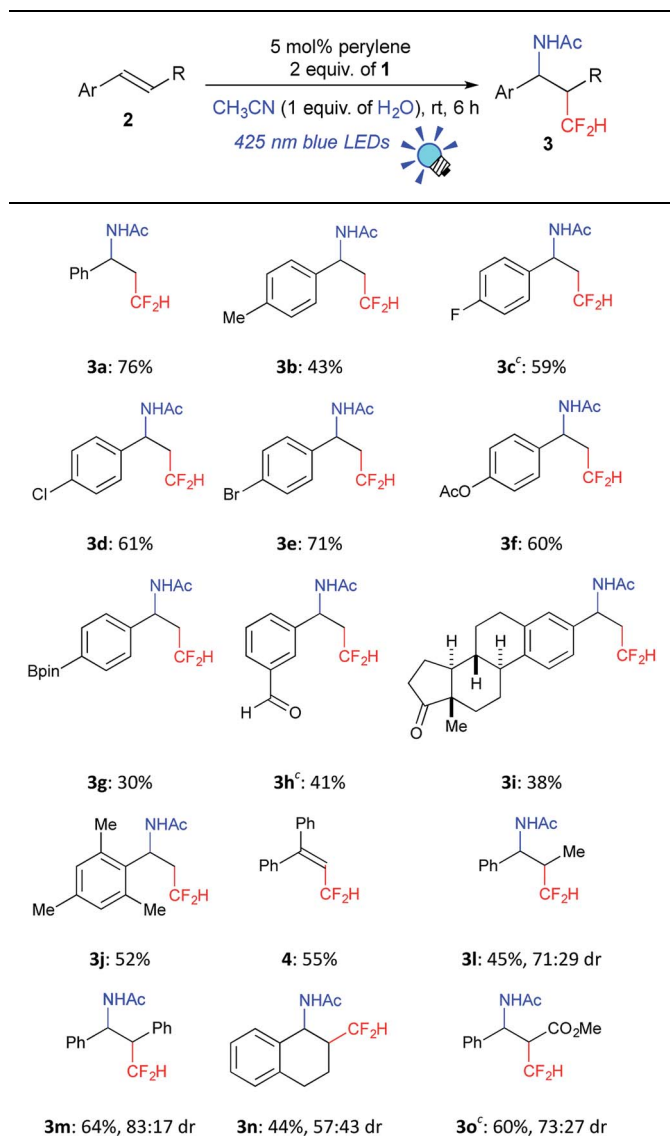 5 mol% perylene
2 equiv. of 1
CH₃CN (1 equiv. of H₂O), rt, 6 h
425 nm blue LEDs
Ar R
2
NHAc
Ar R
CF₂H
3
NHAc NHAc NHAc
Ph CF₂H Me CF₂H F CF₂H
3a: 76% 3b: 43% 3cᶜ: 59%
NHAc NHAc NHAc
Cl CF₂H Br CF₂H AcO CF₂H
3d: 61% 3e: 71% 3f: 60%
NHAc NHAc NHAc
Bpin CF₂H H O CF₂H H H H O Me CF₂H
3g: 30% 3hᶜ: 41% 3i: 38%
Me NHAc Ph NHAc
Me Me CF₂H Ph CF₂H Ph Me CF₂H
3j: 52% 4: 55% 3l: 45%, 71:29 dr
NHAc NHAc NHAc
Ph Ph CF₂H CF₂H Ph CO₂Me CF₂H
3m: 64%, 83:17 dr 3n: 44%, 57:43 dr 3oᶜ: 60%, 73:27 dr